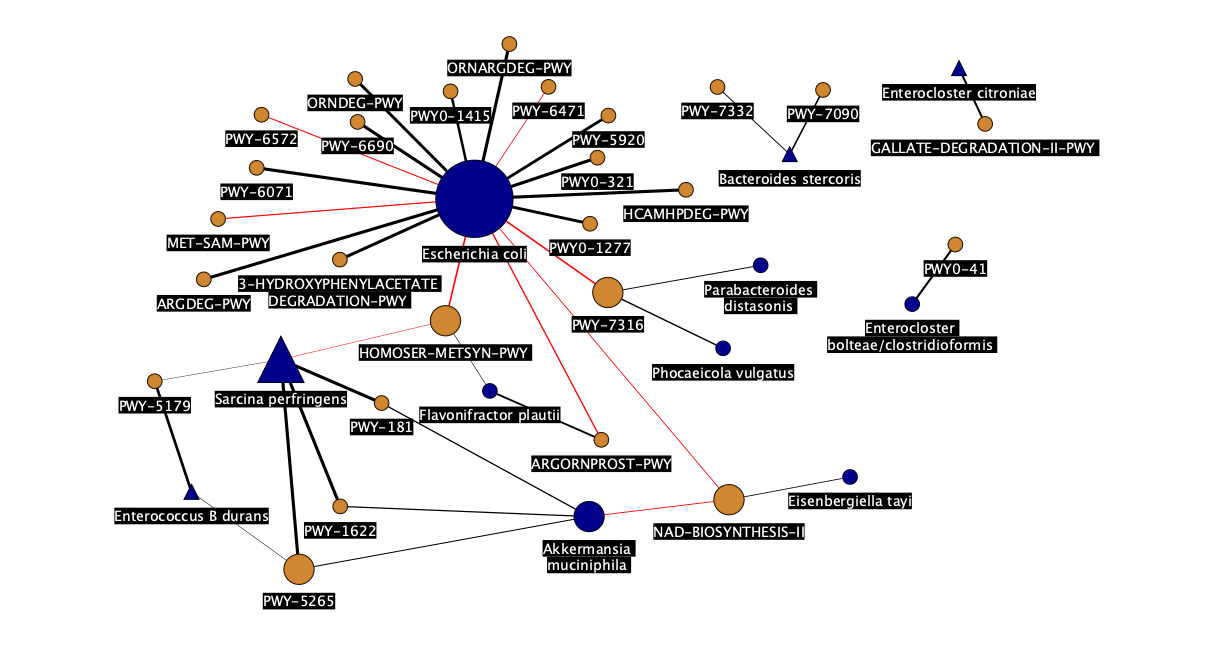 ORNARGDEG-PWY
Enterocloster citroniae
ORNDEG-PWY
PWY0-1415
PWY-6471
PWY-7332
PWY-7090
PWY-6572
PWY-6690
PWY-5920
GALLATE-DEGRADATION-II-PWY
Bacteroides stercoris
PWY0-321
PWY-6071
HCAMHPDEG-PWY
MET-SAM-PWY
Escherichia coli
PWY0-1277
PWY0-41
3-HYDROXYPHENYLACETATE
DEGRADATION-PWY
ARGDEG-PWY
Parabacteroides
distasonis
PWY-7316
Enterocloster
bolteae/clostridioformis
HOMOSER-METSYN-PWY
Phocaeicola vulgatus
Sarcina perfringens
PWY-5179
Flavonifractor plautii
PWY-181
ARGORNPROST-PWY
Eisenbergiella tayi
Enterococcus B durans
PWY-1622
NAD-BIOSYNTHESIS-II
Akkermansia
muciniphila
PWY-5265